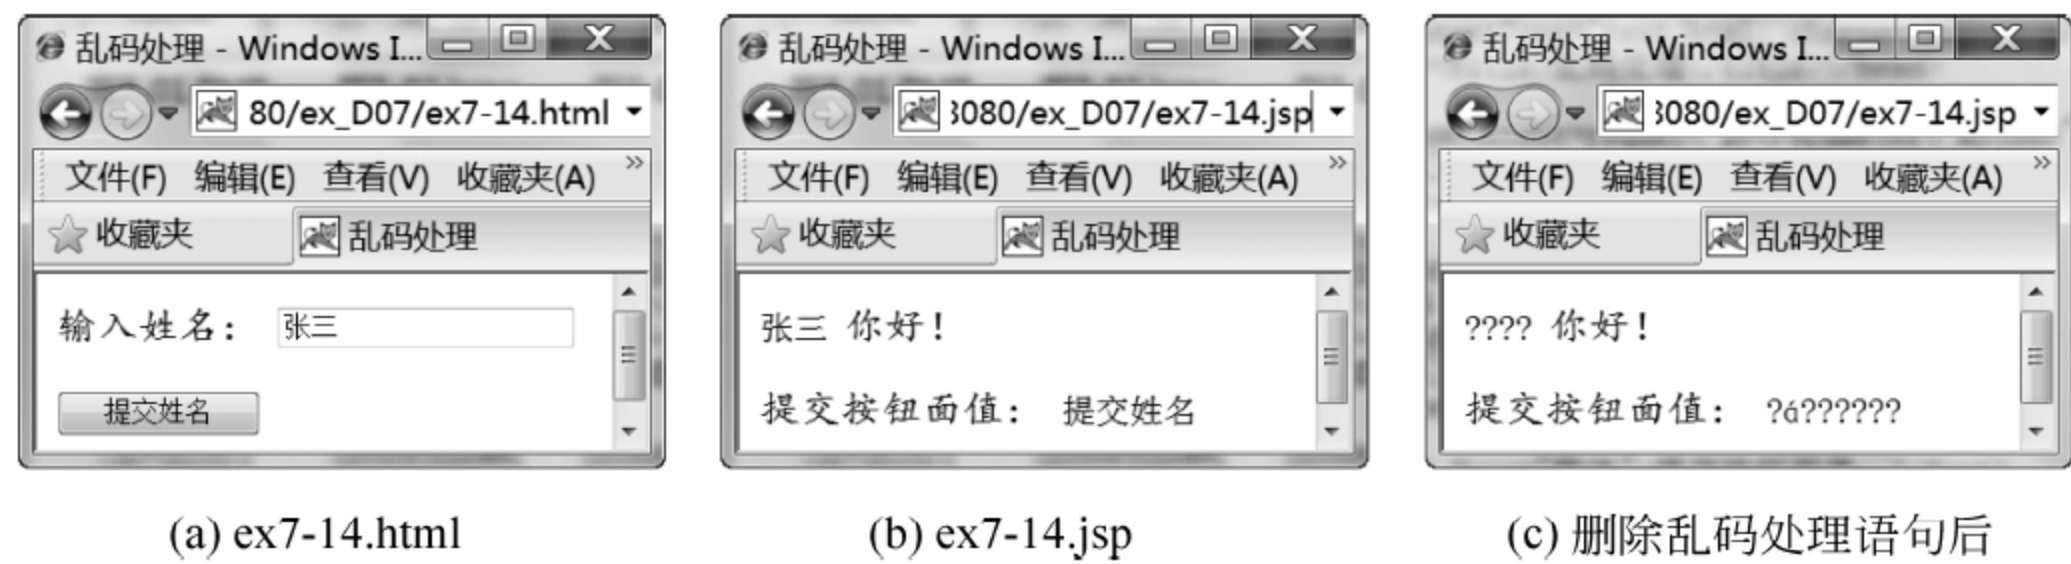 乱码处理 - Windows I...
80/ex_D07/ex7-14.html
文件(F) 编辑(E) 查看(V) 收藏夹(A) »
收藏夹 乱码处理
输入姓名： 张三
提交姓名
(a) ex7-14.html
乱码处理 - Windows I...
8080/ex_D07/ex7-14.jsp
文件(F) 编辑(E) 查看(V) 收藏夹(A) »
收藏夹 乱码处理
张三 你好！
提交按钮面值： 提交姓名
(b) ex7-14.jsp
乱码处理 - Windows I...
8080/ex_D07/ex7-14.jsp
文件(F) 编辑(E) 查看(V) 收藏夹(A) »
收藏夹 乱码处理
???? 你好！
提交按钮面值： ?á??????
(c) 删除乱码处理语句后